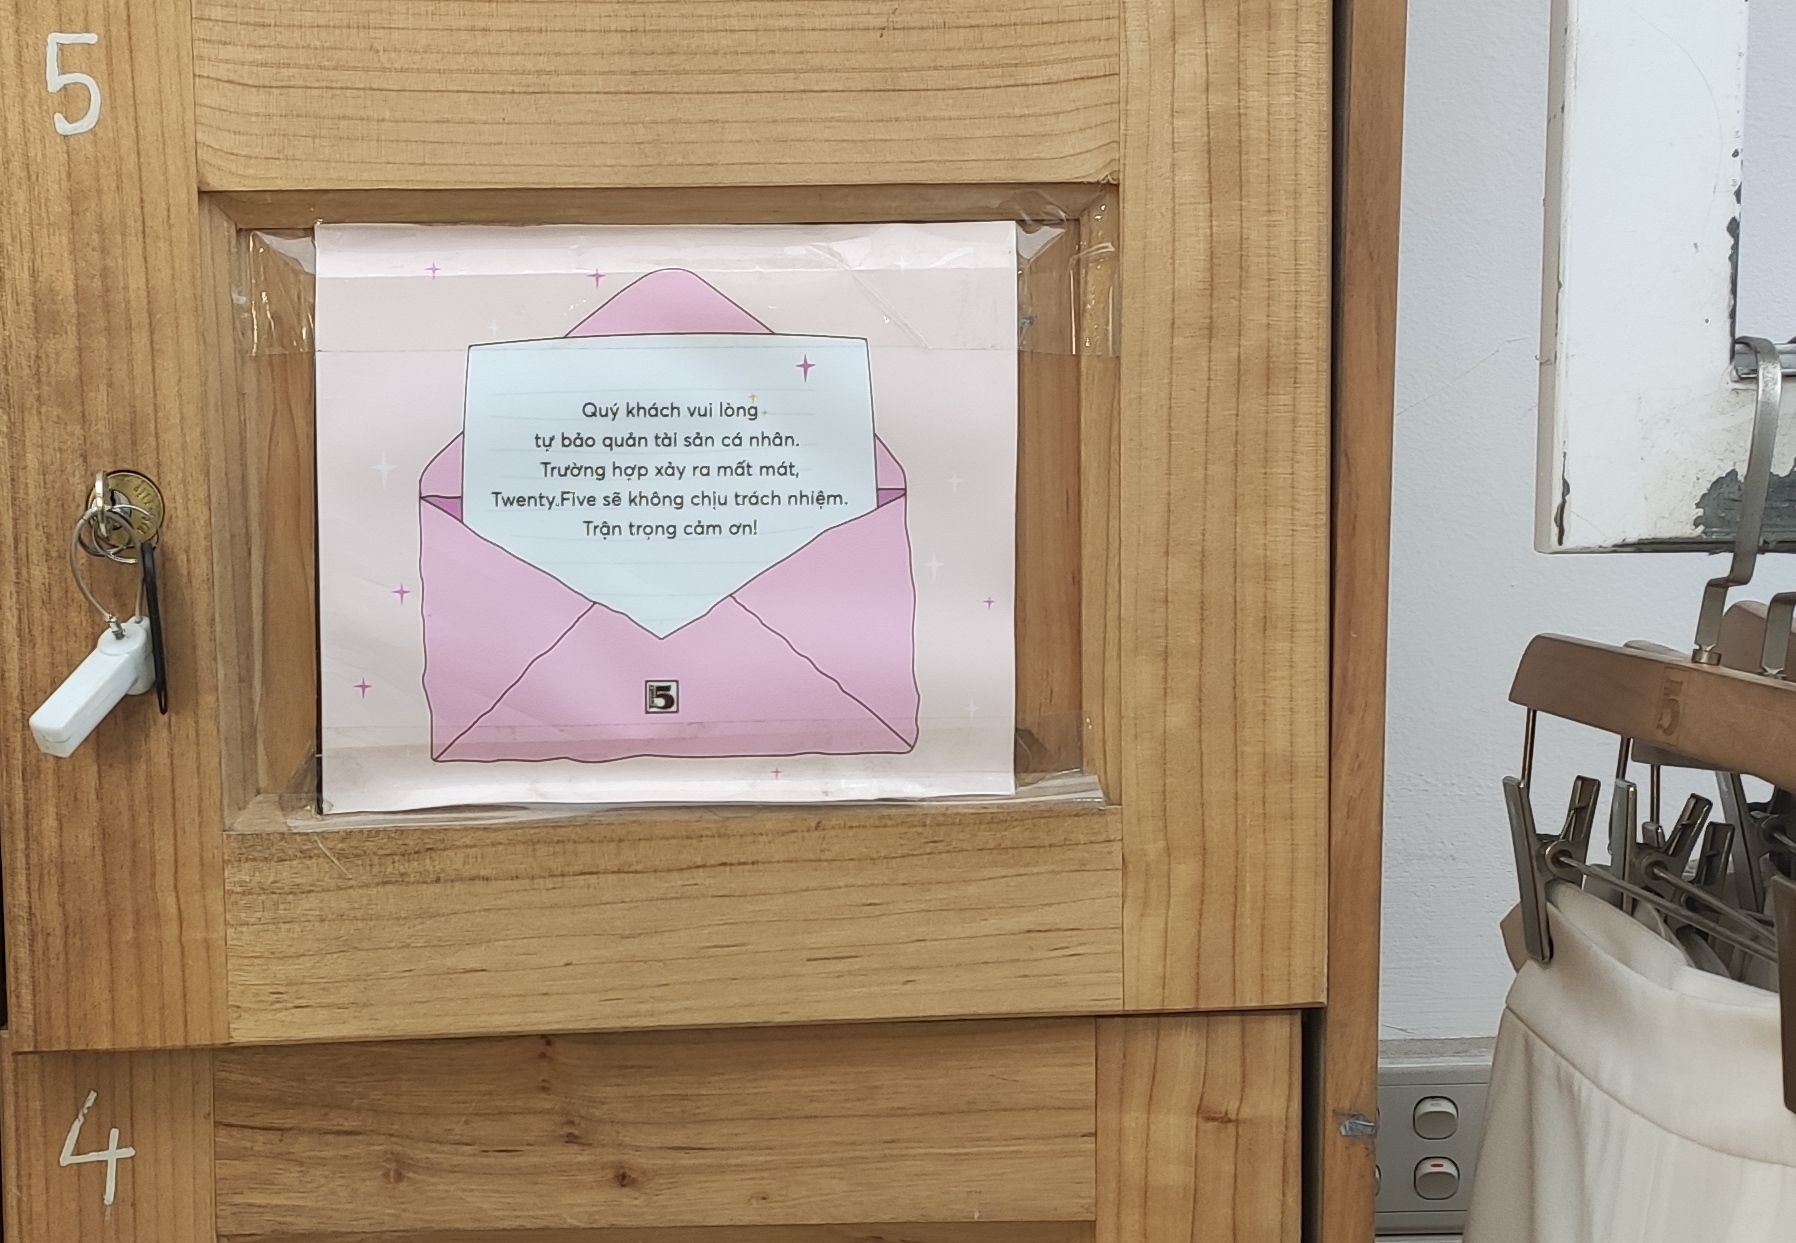 5
Quý khách vui lòng
tự bảo quản tài sản cá nhân.
Trường hợp xảy ra mất mát,
Twenty.Five sẽ không chịu trách nhiệm.
Trận trọng cảm ơn!
5
4